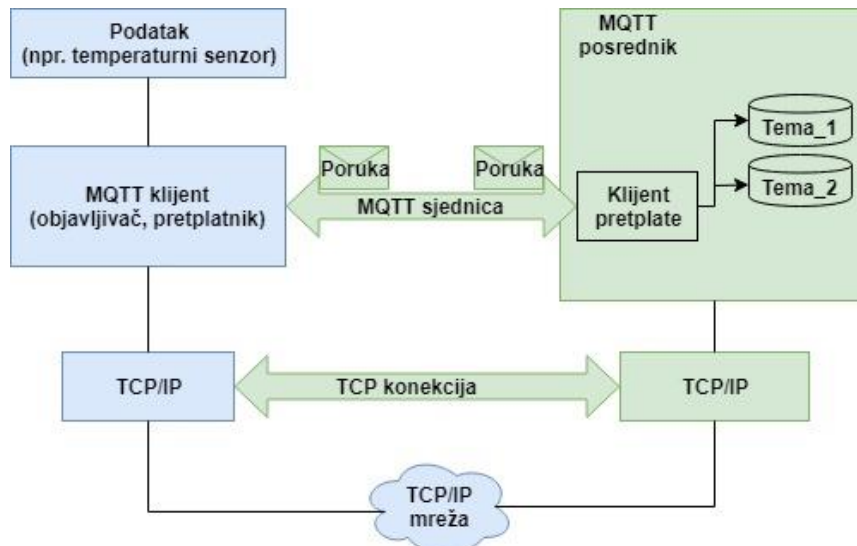 Podatak
(npr. temperaturni senzor)
MQTT
posrednik
Tema_1
Tema_2
Klijent
pretplate
Poruka
Poruka
MQTT sjednica
MQTT klijent
(objavljivač, pretplatnik)
TCP/IP
TCP konekcija
TCP/IP
TCP/IP
mreža